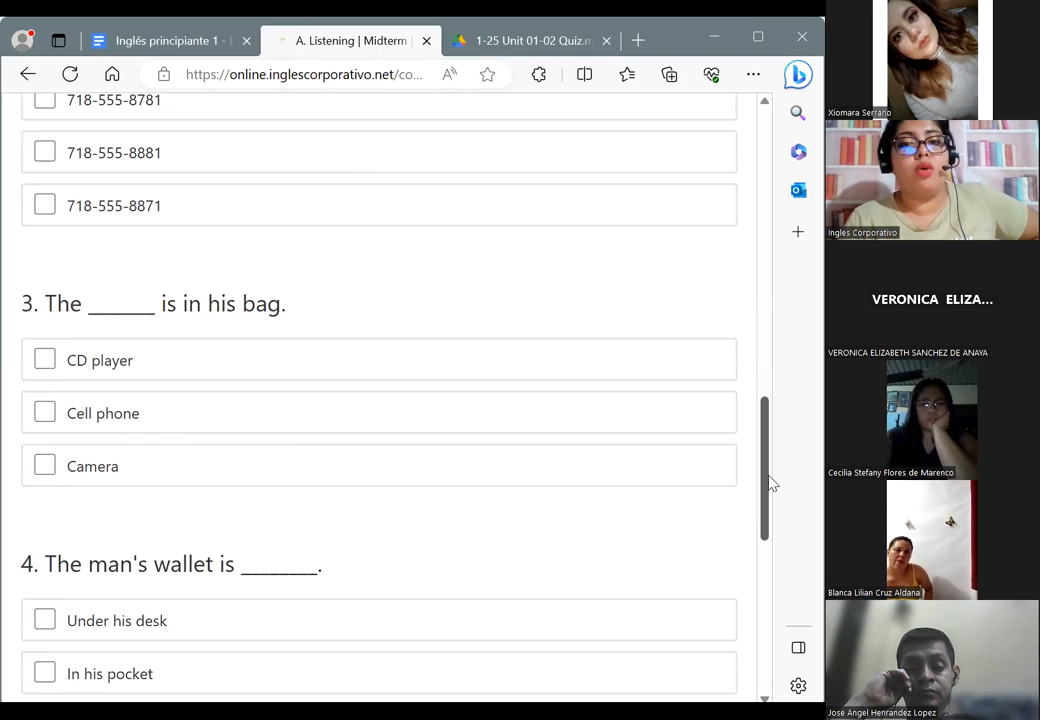 Inglés principiante 1 -
A. Listening | Midterm
1-25 Unit 01-02 Quiz.m
https://online.inglescorporativo.net/co...
718-555-8781
718-555-8881
718-555-8871
3. The ______ is in his bag.
CD player
Cell phone
Camera
4. The man's wallet is ________.
Under his desk
In his pocket
Xiomara Serrano
Ingles Corporativo
VERONICA ELIZA...
VERONICA ELIZABETH SANCHEZ DE ANAYA
Cecilia Stefany Flores de Marenco
Blanca Lilian Cruz Aldana
Jose Angel Henrandez Lopez